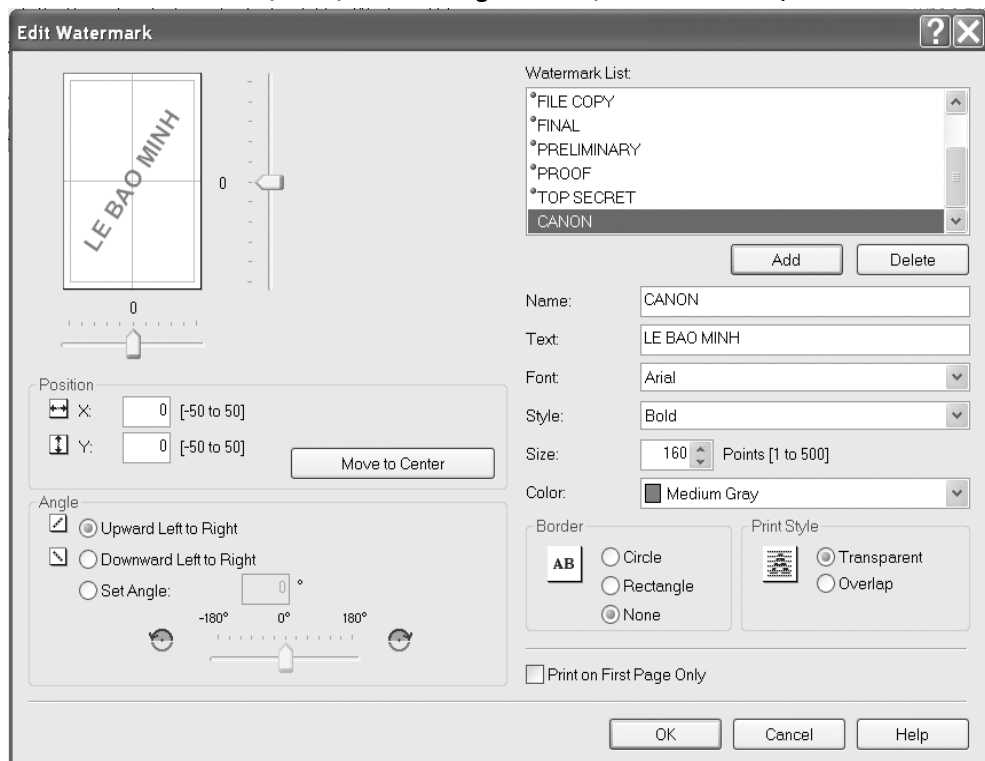 Edit Watermark
LE BAO MINH
0
0
Position
X: 0 [-50 to 50]
Y: 0 [-50 to 50]
Move to Center
Angle
Upward Left to Right
Downward Left to Right
Set Angle: 0 °
-180° 0° 180°
Watermark List:
FILE COPY
FINAL
PRELIMINARY
PROOF
TOP SECRET
CANON
Add Delete
Name: CANON
Text: LE BAO MINH
Font: Arial
Style: Bold
Size: 160 Points [1 to 500]
Color: Medium Gray
Border
AB
Circle
Rectangle
None
Print Style
Transparent
Overlap
Print on First Page Only
OK Cancel Help